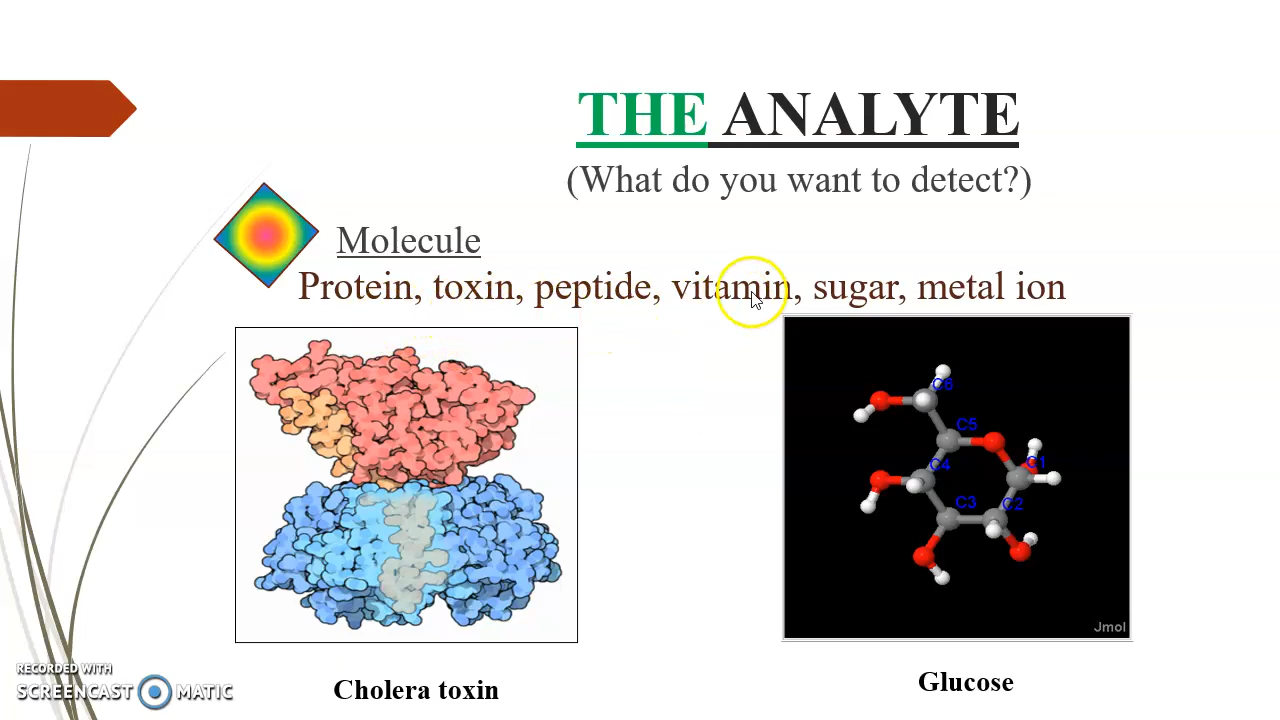 THE ANALYTE
(What do you want to detect?)
Molecule
Protein, toxin, peptide, vitamin, sugar, metal ion
C6
C5
C4
C1
C3
C2
Jmol
Cholera toxin
Glucose
RECORDED WITH
SCREENCAST MATIC